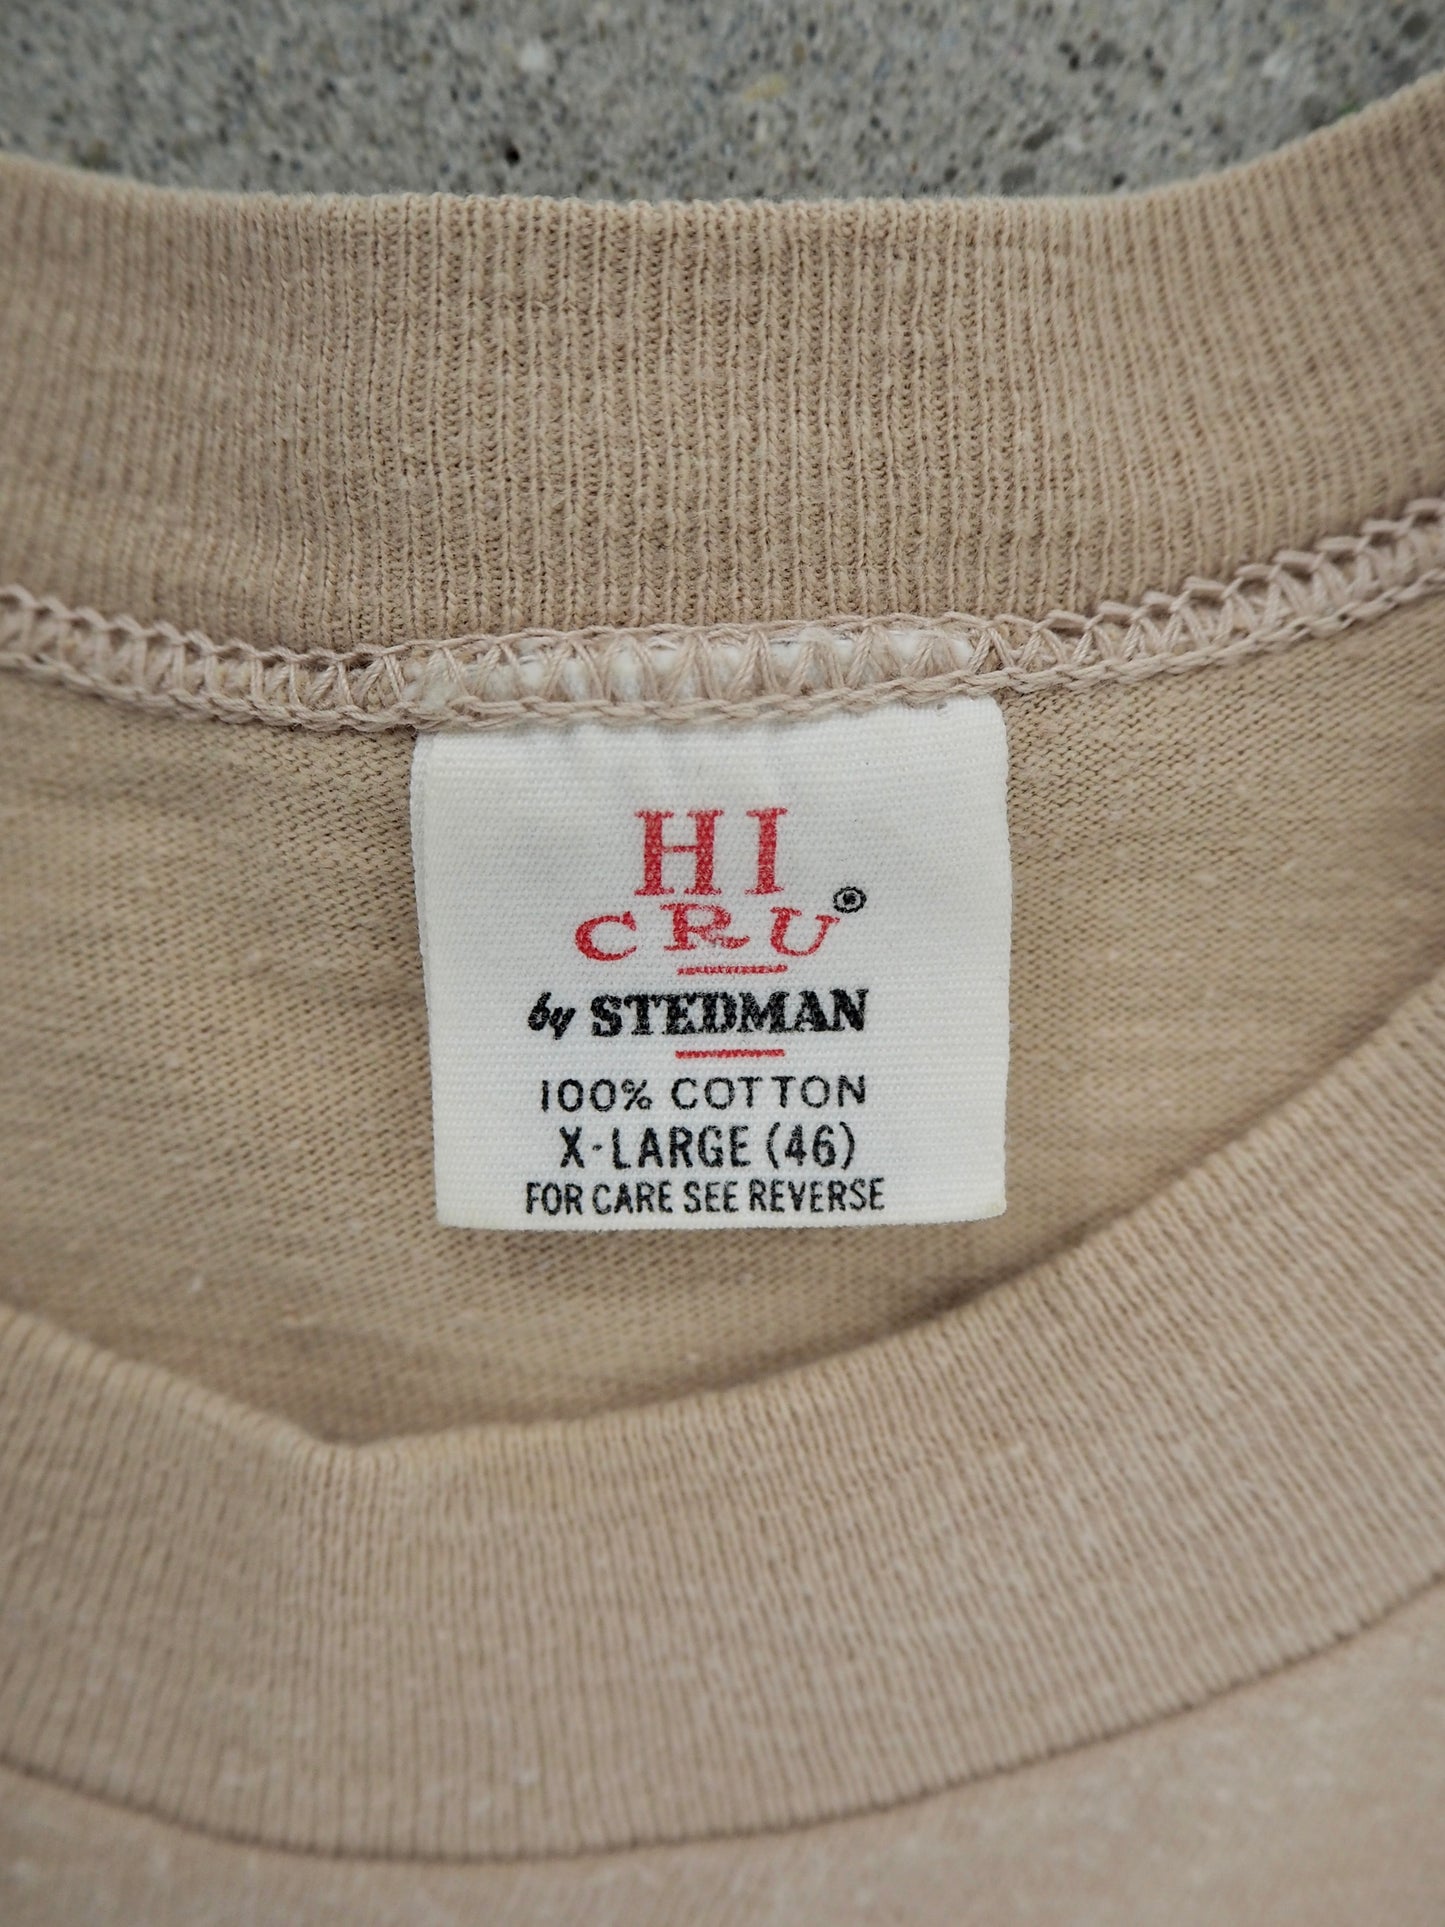 HI
CRU®
by STEDMAN
100% COTTON
X-LARGE (46)
FOR CARE SEE REVERSE